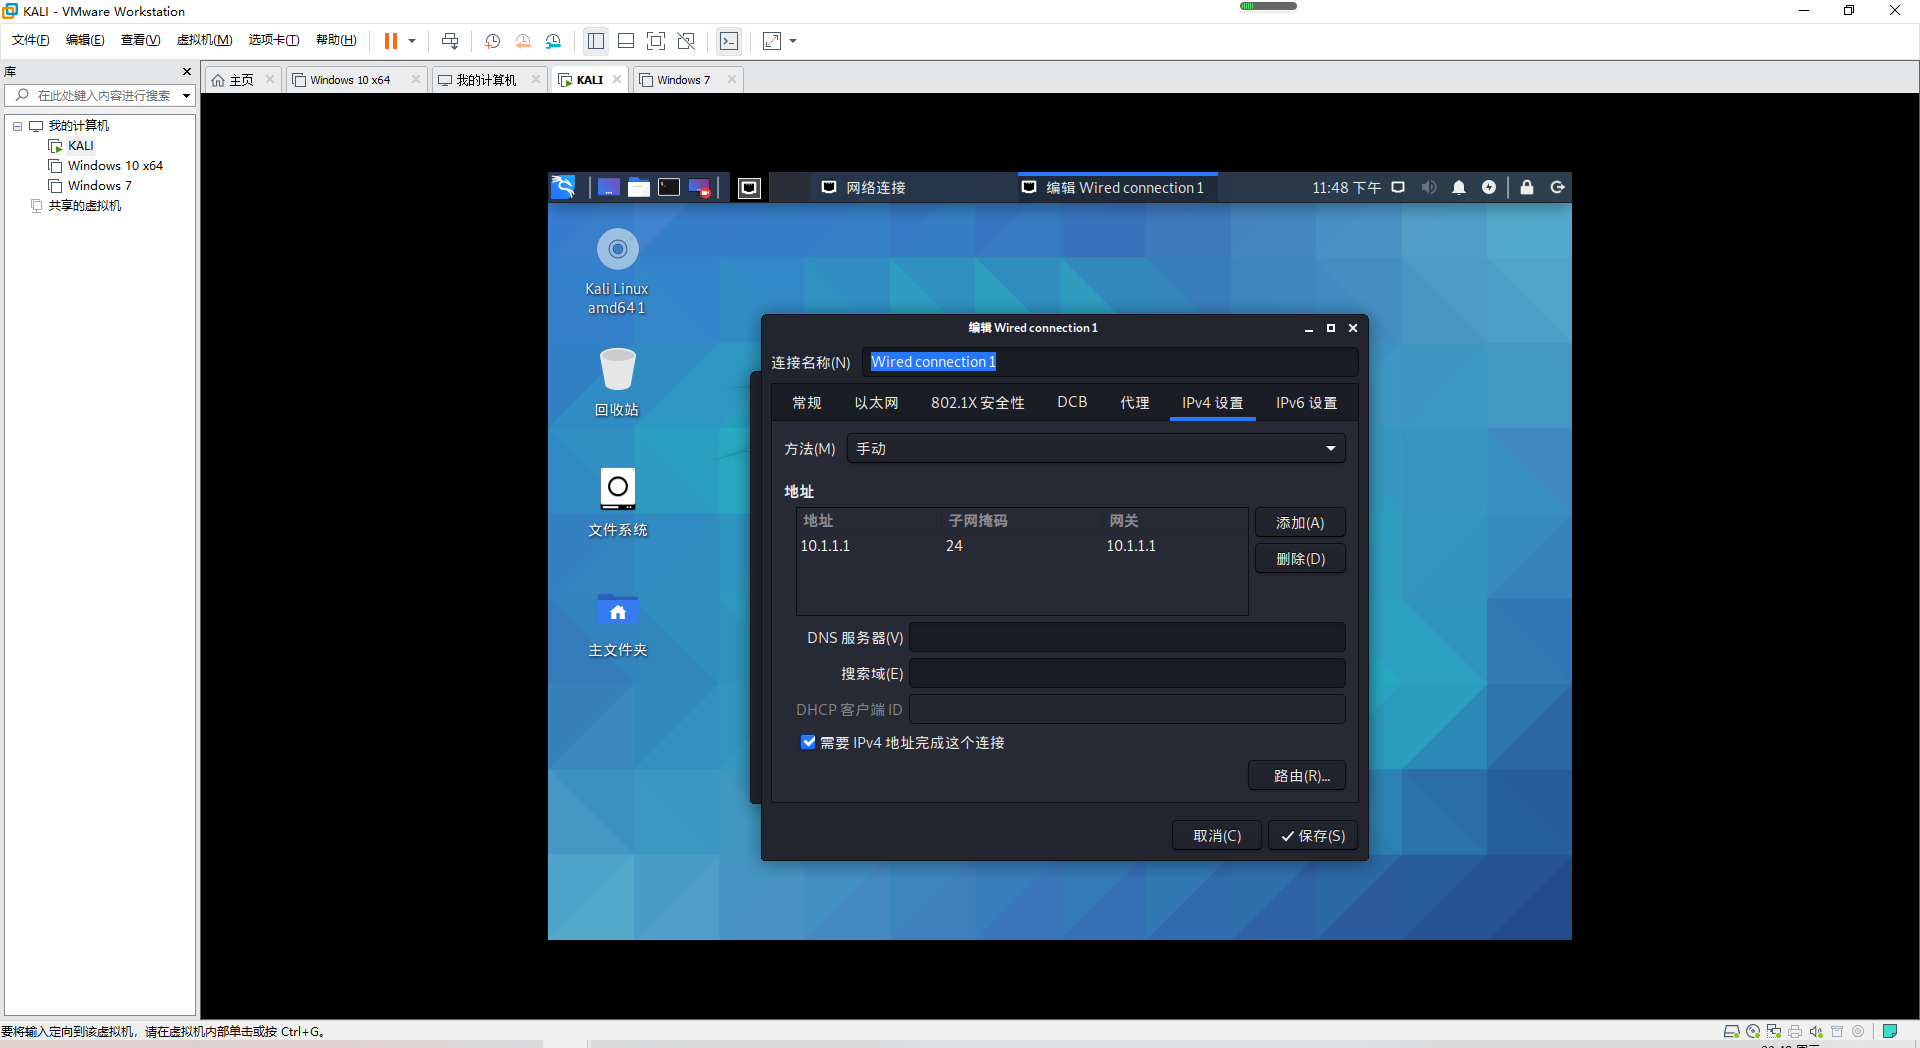 KALI - VMware Workstation
文件(F) 编辑(E) 查看(V) 虚拟机(M) 选项卡(T) 帮助(H)
库
在此处键入内容进行搜索
我的计算机
KALI
Windows 10 x64
Windows 7
共享的虚拟机
主页 Windows 10 x64 我的计算机 KALI Windows 7
网络连接 编辑 Wired connection 1 11:48 下午
Kali Linux
amd64 1
回收站
文件系统
主文件夹
编辑 Wired connection 1
连接名称(N) Wired connection 1
常规 以太网 802.1X 安全性 DCB 代理 IPv4 设置 IPv6 设置
方法(M) 手动
地址
地址 子网掩码 网关
10.1.1.1 24 10.1.1.1
添加(A)
删除(D)
DNS 服务器(V)
搜索域(E)
DHCP 客户端 ID
需要 IPv4 地址完成这个连接
路由(R)...
取消(C) 保存(S)
要将输入定向到该虚拟机，请在虚拟机内部单击或按 Ctrl+G。